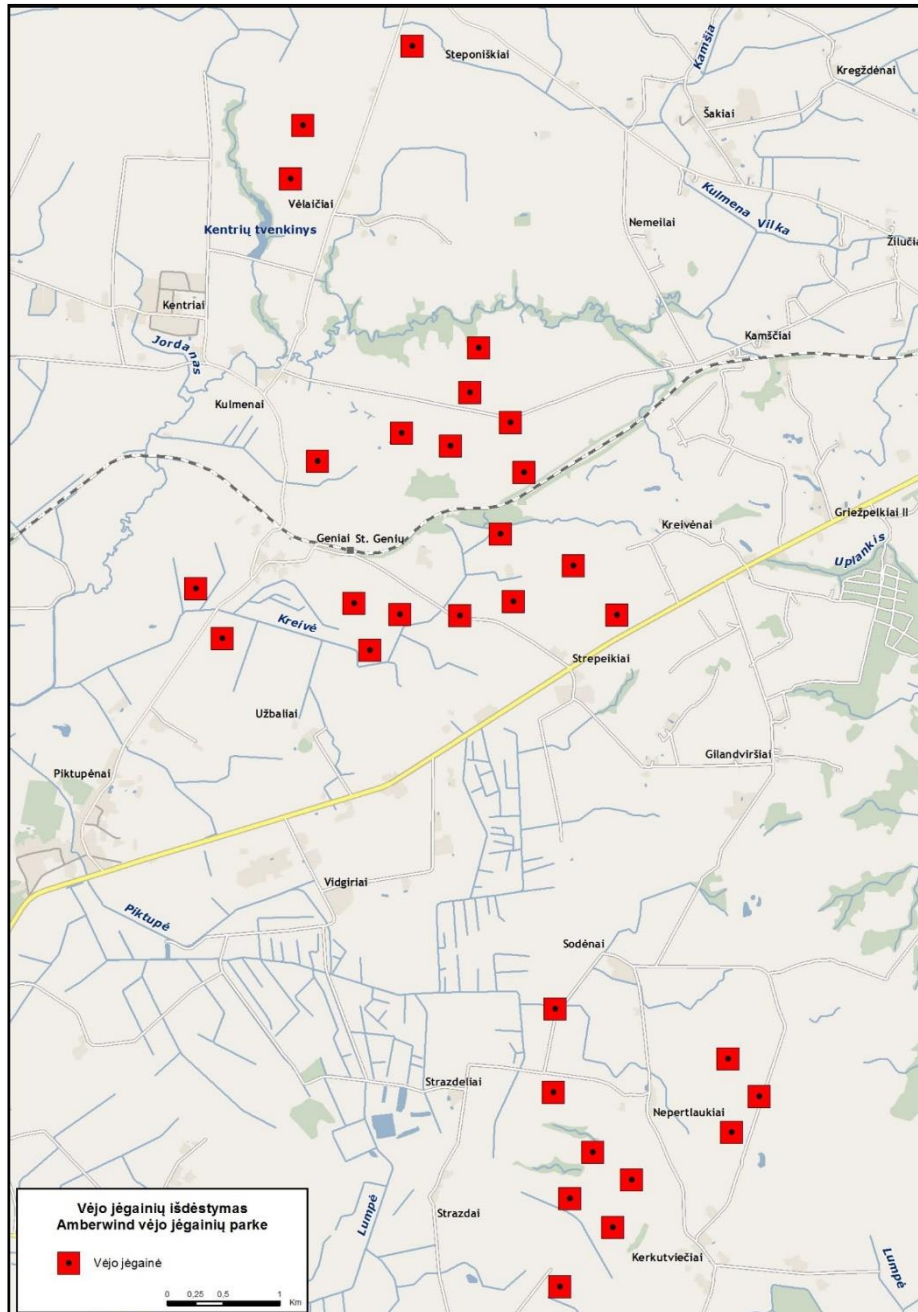 Steponiškiai
Kamšia
Kregždėnai
Šakiai
Vėlaičiai
Kulmena Vilka
Kentrių tvenkinys
Nemeilai
Kentriai
Kamščiai
Jordanas
Kulmenai
Griežpelkiai II
Kreivėnai
Geniai St. Genių
Uplankis
Kreivė
Strepeikiai
Užbaliai
Gilandviršiai
Piktupėnai
Vidgiriai
Piktupė
Sodėnai
Strazdeliai
Nepertlaukiai
Lumpė
Strazdai
Kerkutviečiai
Lumpė
Vėjo jėgainių išdėstymas
Amberwind vėjo jėgainių parke
Vėjo jėgainė
0 0,25 0,5 1
Km